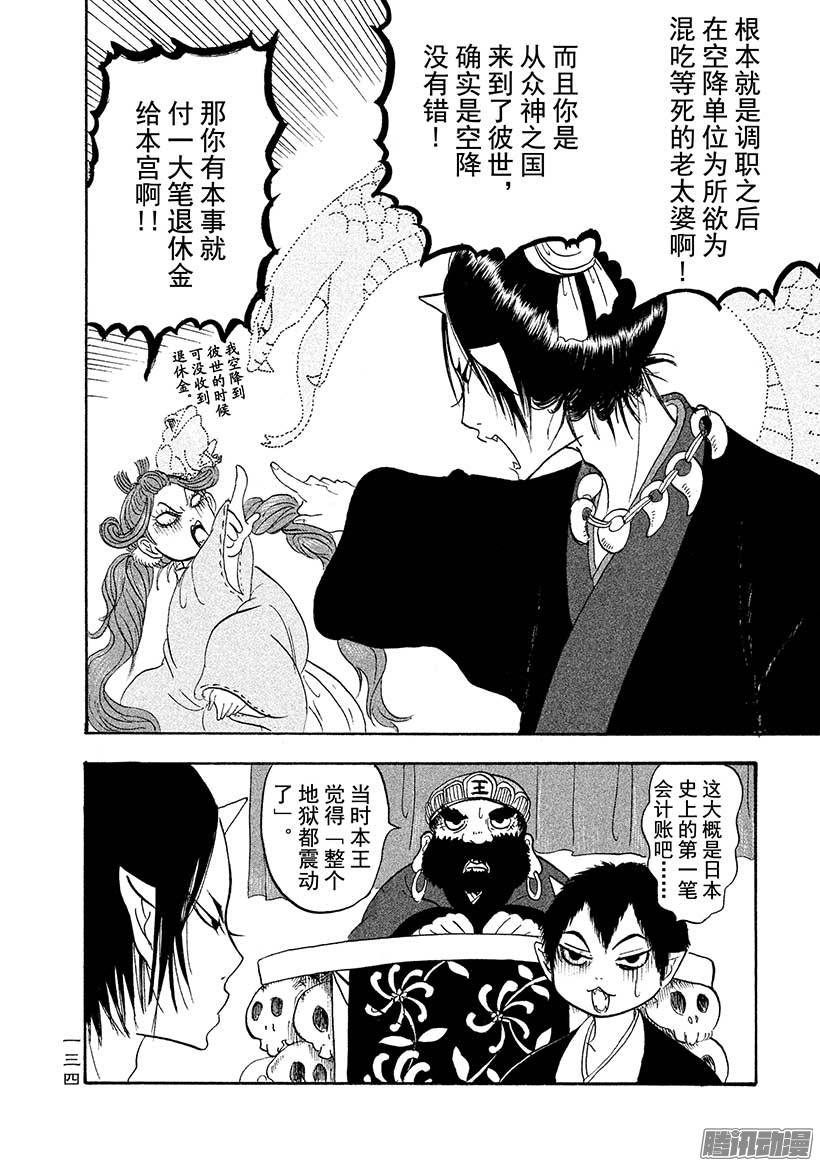 根本就是调职之后
在空降单位为所欲为
混吃等死的老太婆啊！
而且你是
从众神之国
来到了彼世，
确实是空降
没有错！
那你有本事就
付一大笔退休金
给本宫啊!!
我空降到
彼世的时候
可没收到
退休金。
这大概是日本
史上的第一笔
会计账吧……
王
当时本王
觉得「整个
地狱都震动
了」。
一三四
腾讯动漫